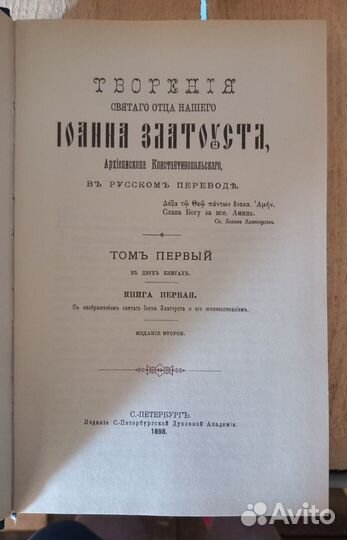 ТВОРЕНІЯ
СВЯТАГО ОТЦА НАШЕГО
ІОАННА ЗЛАТОУСТА,
Архіепископа Константинопольскаго,
ВЪ РУССКОМЪ ПЕРЕВОДѢ.
Δόξα τῷ Θεῷ πάντων ἕνεκα. Ἀμήν.
Слава Богу за все. Аминь.
Св. Іоаннъ Златоустъ.
ТОМЪ ПЕРВЫЙ
ВЪ ДВУХЪ КНИГАХЪ.
КНИГА ПЕРВАЯ.
Съ изображеніемъ святаго Іоанна Златоуста и его жизнеописаніемъ.
ИЗДАНІЕ ВТОРОЕ.
С.-ПЕТЕРБУРГЪ.
Изданіе С.-Петербургской Духовной Академіи.
1898.
Avito